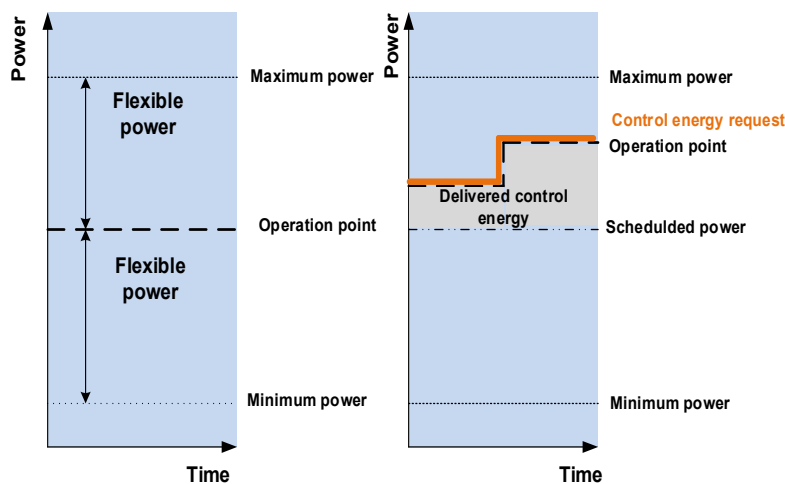 Power
Maximum power
Flexible
power
Operation point
Flexible
power
Minimum power
Time
Power
Maximum power
Control energy request
Operation point
Delivered control
energy
Schedulded power
Minimum power
Time